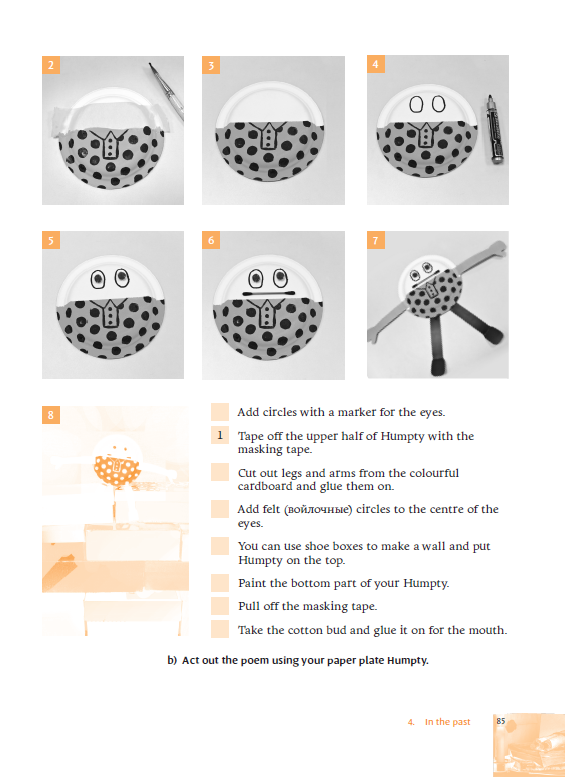 2
3
4
5
6
7
8
Add circles with a marker for the eyes.
1 Tape off the upper half of Humpty with the
masking tape.
Cut out legs and arms from the colourful
cardboard and glue them on.
Add felt (войлочные) circles to the centre of the
eyes.
You can use shoe boxes to make a wall and put
Humpty on the top.
Paint the bottom part of your Humpty.
Pull off the masking tape.
Take the cotton bud and glue it on for the mouth.
b) Act out the poem using your paper plate Humpty.
4. In the past
85